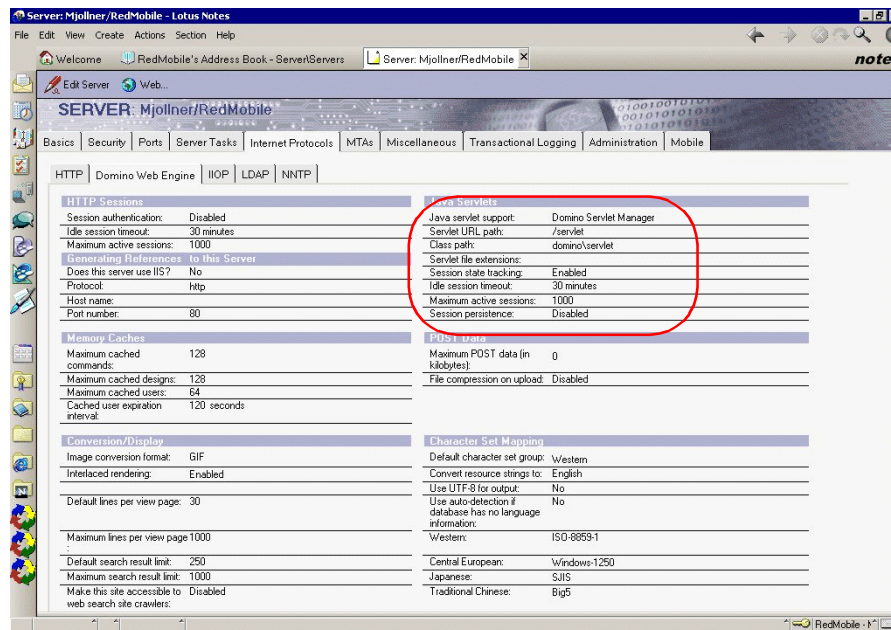 Server: Mjollner/RedMobile - Lotus Notes
File Edit View Create Actions Section Help
Welcome RedMobile's Address Book - Server\Servers Server: Mjollner/RedMobile
note
Edit Server Web...
SERVER: Mjollner/RedMobile
Basics Security Ports Server Tasks Internet Protocols MTAs Miscellaneous Transactional Logging Administration Mobile
HTTP Domino Web Engine IIOP LDAP NNTP
HTTP Sessions
Session authentication: Disabled
Idle session timeout: 30 minutes
Maximum active sessions: 1000
Generating References to this Server
Does this server use IIS? No
Protocol: http
Host name:
Port number: 80
Java Servlets
Java servlet support: Domino Servlet Manager
Servlet URL path: /servlet
Class path: domino\servlet
Servlet file extensions:
Session state tracking: Enabled
Idle session timeout: 30 minutes
Maximum active sessions: 1000
Session persistence: Disabled
Memory Caches
Maximum cached 128
commands:
Maximum cached designs: 128
Maximum cached users: 64
Cached user expiration 120 seconds
interval:
POST Data
Maximum POST data (in 0
kilobytes):
File compression on upload: Disabled
Conversion/Display
Image conversion format: GIF
Interlaced rendering: Enabled
Default lines per view page: 30
Maximum lines per view page 1000
:
Default search result limit: 250
Maximum search result limit: 1000
Make this site accessible to Disabled
web search site crawlers:
Character Set Mapping
Default character set group: Western
Convert resource strings to: English
Use UTF-8 for output: No
Use auto-detection if No
database has no language
information:
Western: ISO-8859-1
Central European: Windows-1250
Japanese: SJIS
Traditional Chinese: Big5
RedMobile -